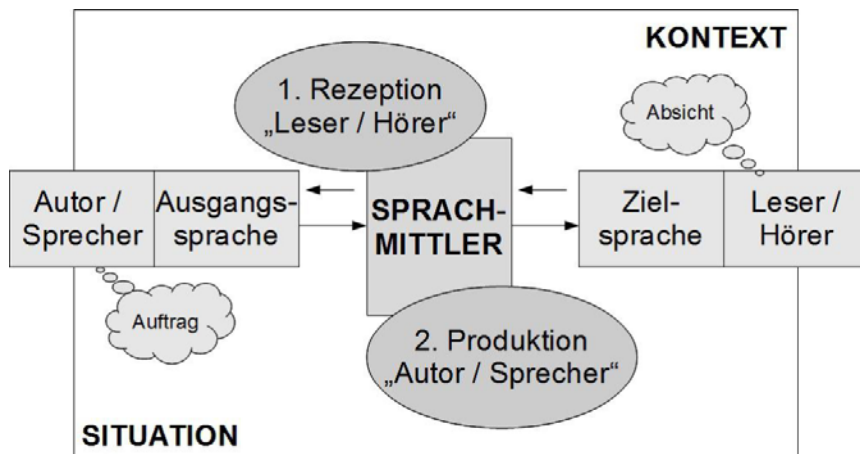 KONTEXT
1. Rezeption
„Leser / Hörer“
Absicht
Autor /
Sprecher
Ausgangs-
sprache
SPRACH-
MITTLER
Ziel-
sprache
Leser /
Hörer
Auftrag
2. Produktion
„Autor / Sprecher“
SITUATION